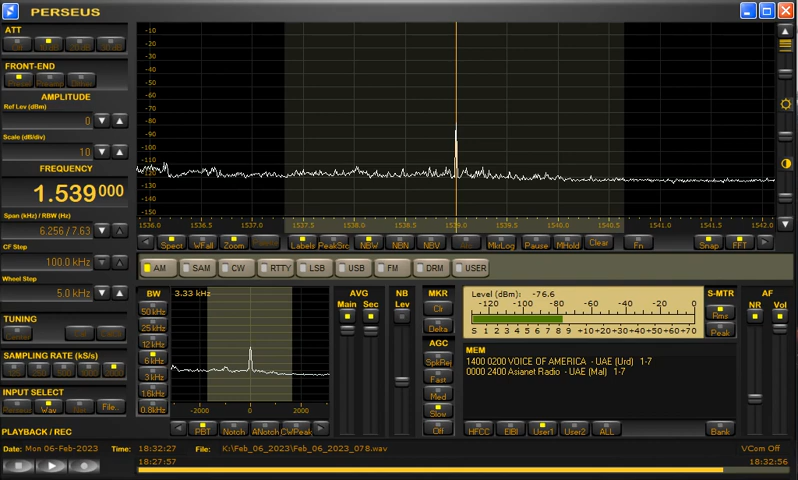 PERSEUS
ATT
FRONT-END
Presel Preamp
AMPLITUDE
Ref Lev (dBm)
0
Scale (dB/div)
10
FREQUENCY
1.539000
Span (kHz) / RBW (Hz)
6.256 / 7.63
CF Step
100.0 kHz
Wheel Step
5.0 kHz
TUNING
SAMPLING RATE (kS/s)
INPUT SELECT
Perseus Wav Net File...
PLAYBACK / REC
-10
-20
-30
-40
-50
-60
-70
-80
-90
-100
-110
-120
-130
-140
-150
1536.0 1536.5 1537.0 1537.5 1538.0 1538.5 1539.0 1539.5 1540.0 1540.5 1541.0 1541.5 1542.0
Spect WFall Zoom Labels PeakSrc NBW NBN NBV MkLog Pause MHold Clear Fn Snap FFT
AM SAM CW RTTY LSB USB FM DRM USER
BW
50 kHz
25 kHz
12 kHz
6 kHz
3 kHz
1.6kHz
0.8kHz
3.33 kHz
-2000 0 2000
PBT Notch ANotch CWPeak
AVG
Main Sec
NB
Lev
MKR
Clr
Delta
AGC
SpkRej
Fast
Med
Slow
Off
Level (dBm): -76.6
-120 -100 -80 -60 -40 -20 0
S 1 2 3 4 5 6 7 8 9 +10 +20 +30 +40 +50 +60 +70
S-MTR
Rms
Peak
AF
NR Vol
MEM
1400 0200 VOICE OF AMERICA - UAE (Urd) 1-7
0000 2400 Asianet Radio - UAE (Mal) 1-7
HFCC EIBI User1 User2 ALL Bank
Date: Mon 06-Feb-2023 Time: 18:32:27 File: K:\Feb_06_2023\Feb_06_2023_078.wav VCom Off
18:27:57 18:32:56